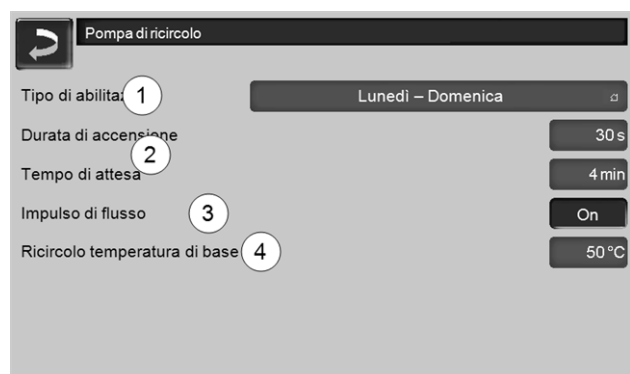 Pompa di ricircolo
Tipo di 1 Lunedì – Domenica
Durata di accensione 30 s
2
Tempo di attesa 4 min
Impulso di flusso 3 On
Ricircolo temperatura di base 4 50 °C